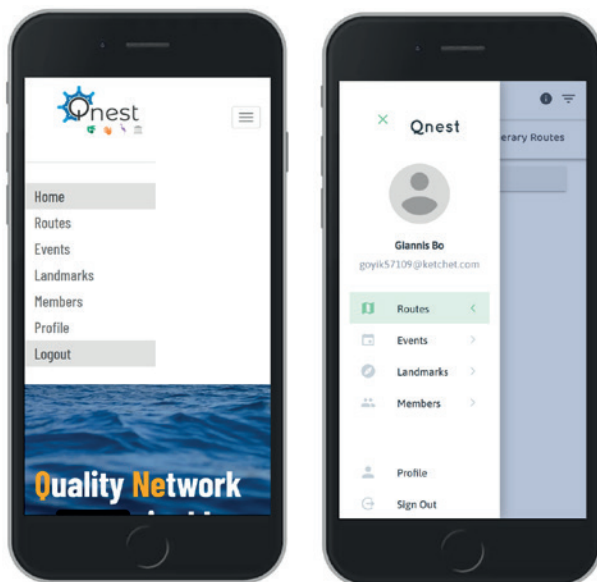 Qnest
Home
Routes
Events
Landmarks
Members
Profile
Logout
Quality Network
Qnest
erary Routes
Giannis Bo
goyik57109@ketchet.com
Routes
Events
Landmarks
Members
Profile
Sign Out